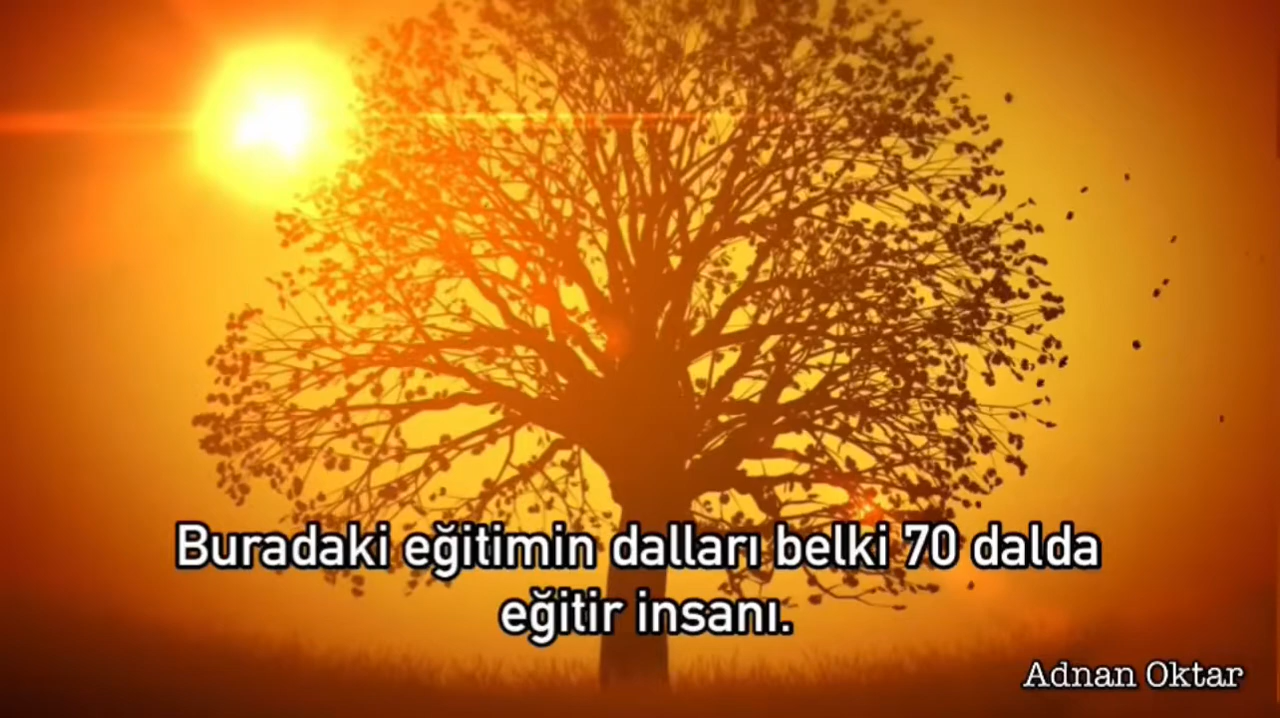 Buradaki eğitimin dalları belki 70 dalda
eğitir insanı.
Adnan Oktar